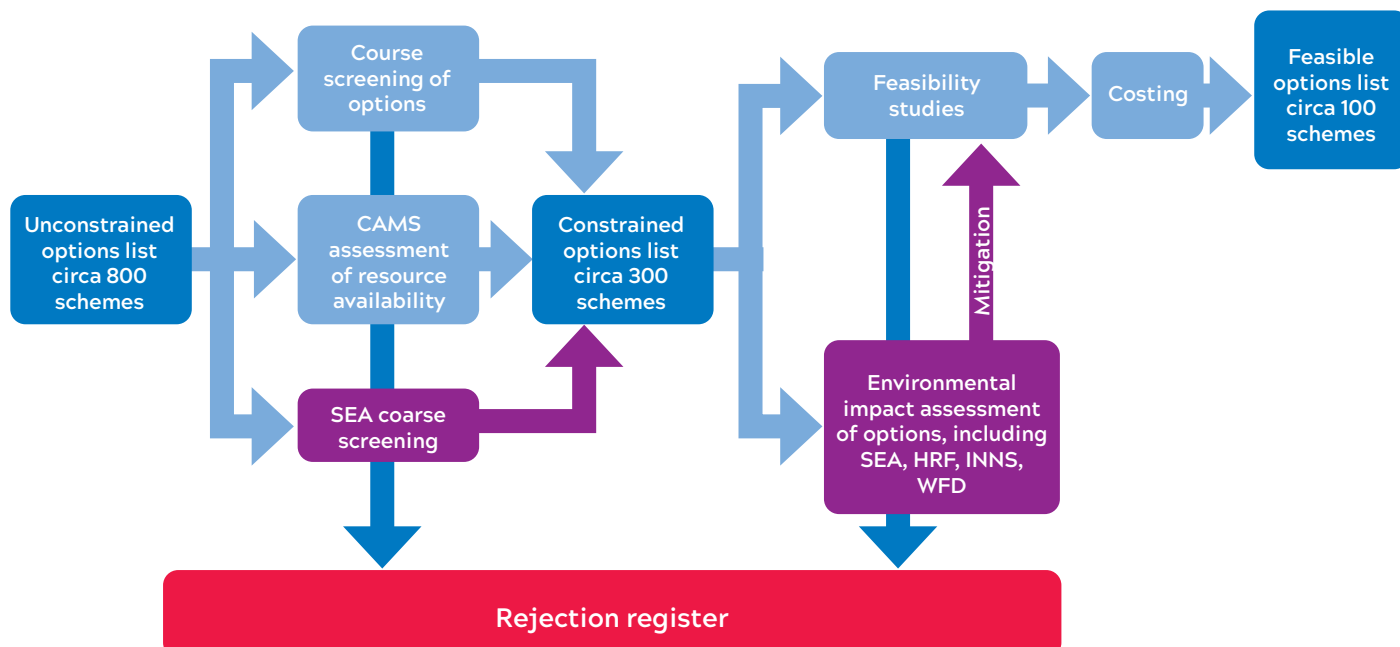 Unconstrained
options list
circa 800
schemes
Course
screening of
options
CAMS
assessment
of resource
availability
SEA coarse
screening
Constrained
options list
circa 300
schemes
Feasibility
studies
Mitigation
Environmental
impact assessment
of options, including
SEA, HRF, INNS,
WFD
Costing
Feasible
options list
circa 100
schemes
Rejection register